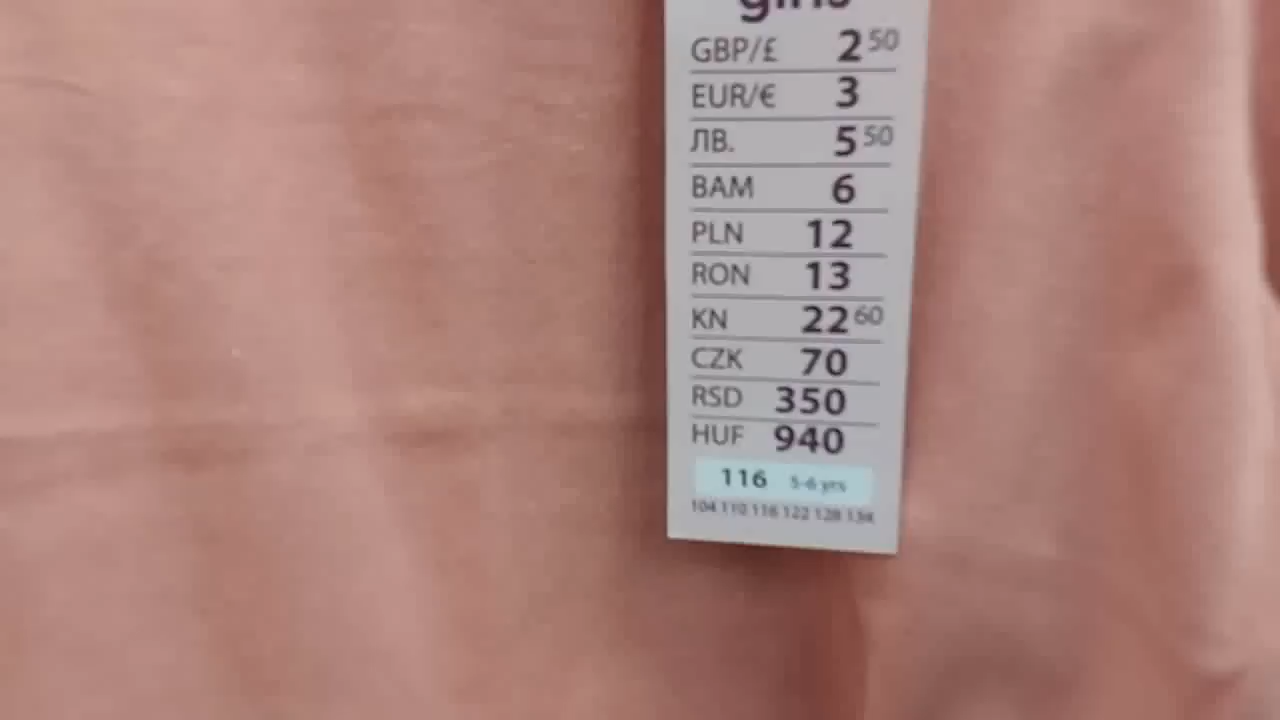 girls
GBP/£ 2 50
EUR/€ 3
ЛВ. 5 50
BAM 6
PLN 12
RON 13
KN 22 60
CZK 70
RSD 350
HUF 940
116 5-6 yrs
104 110 116 122 128 134